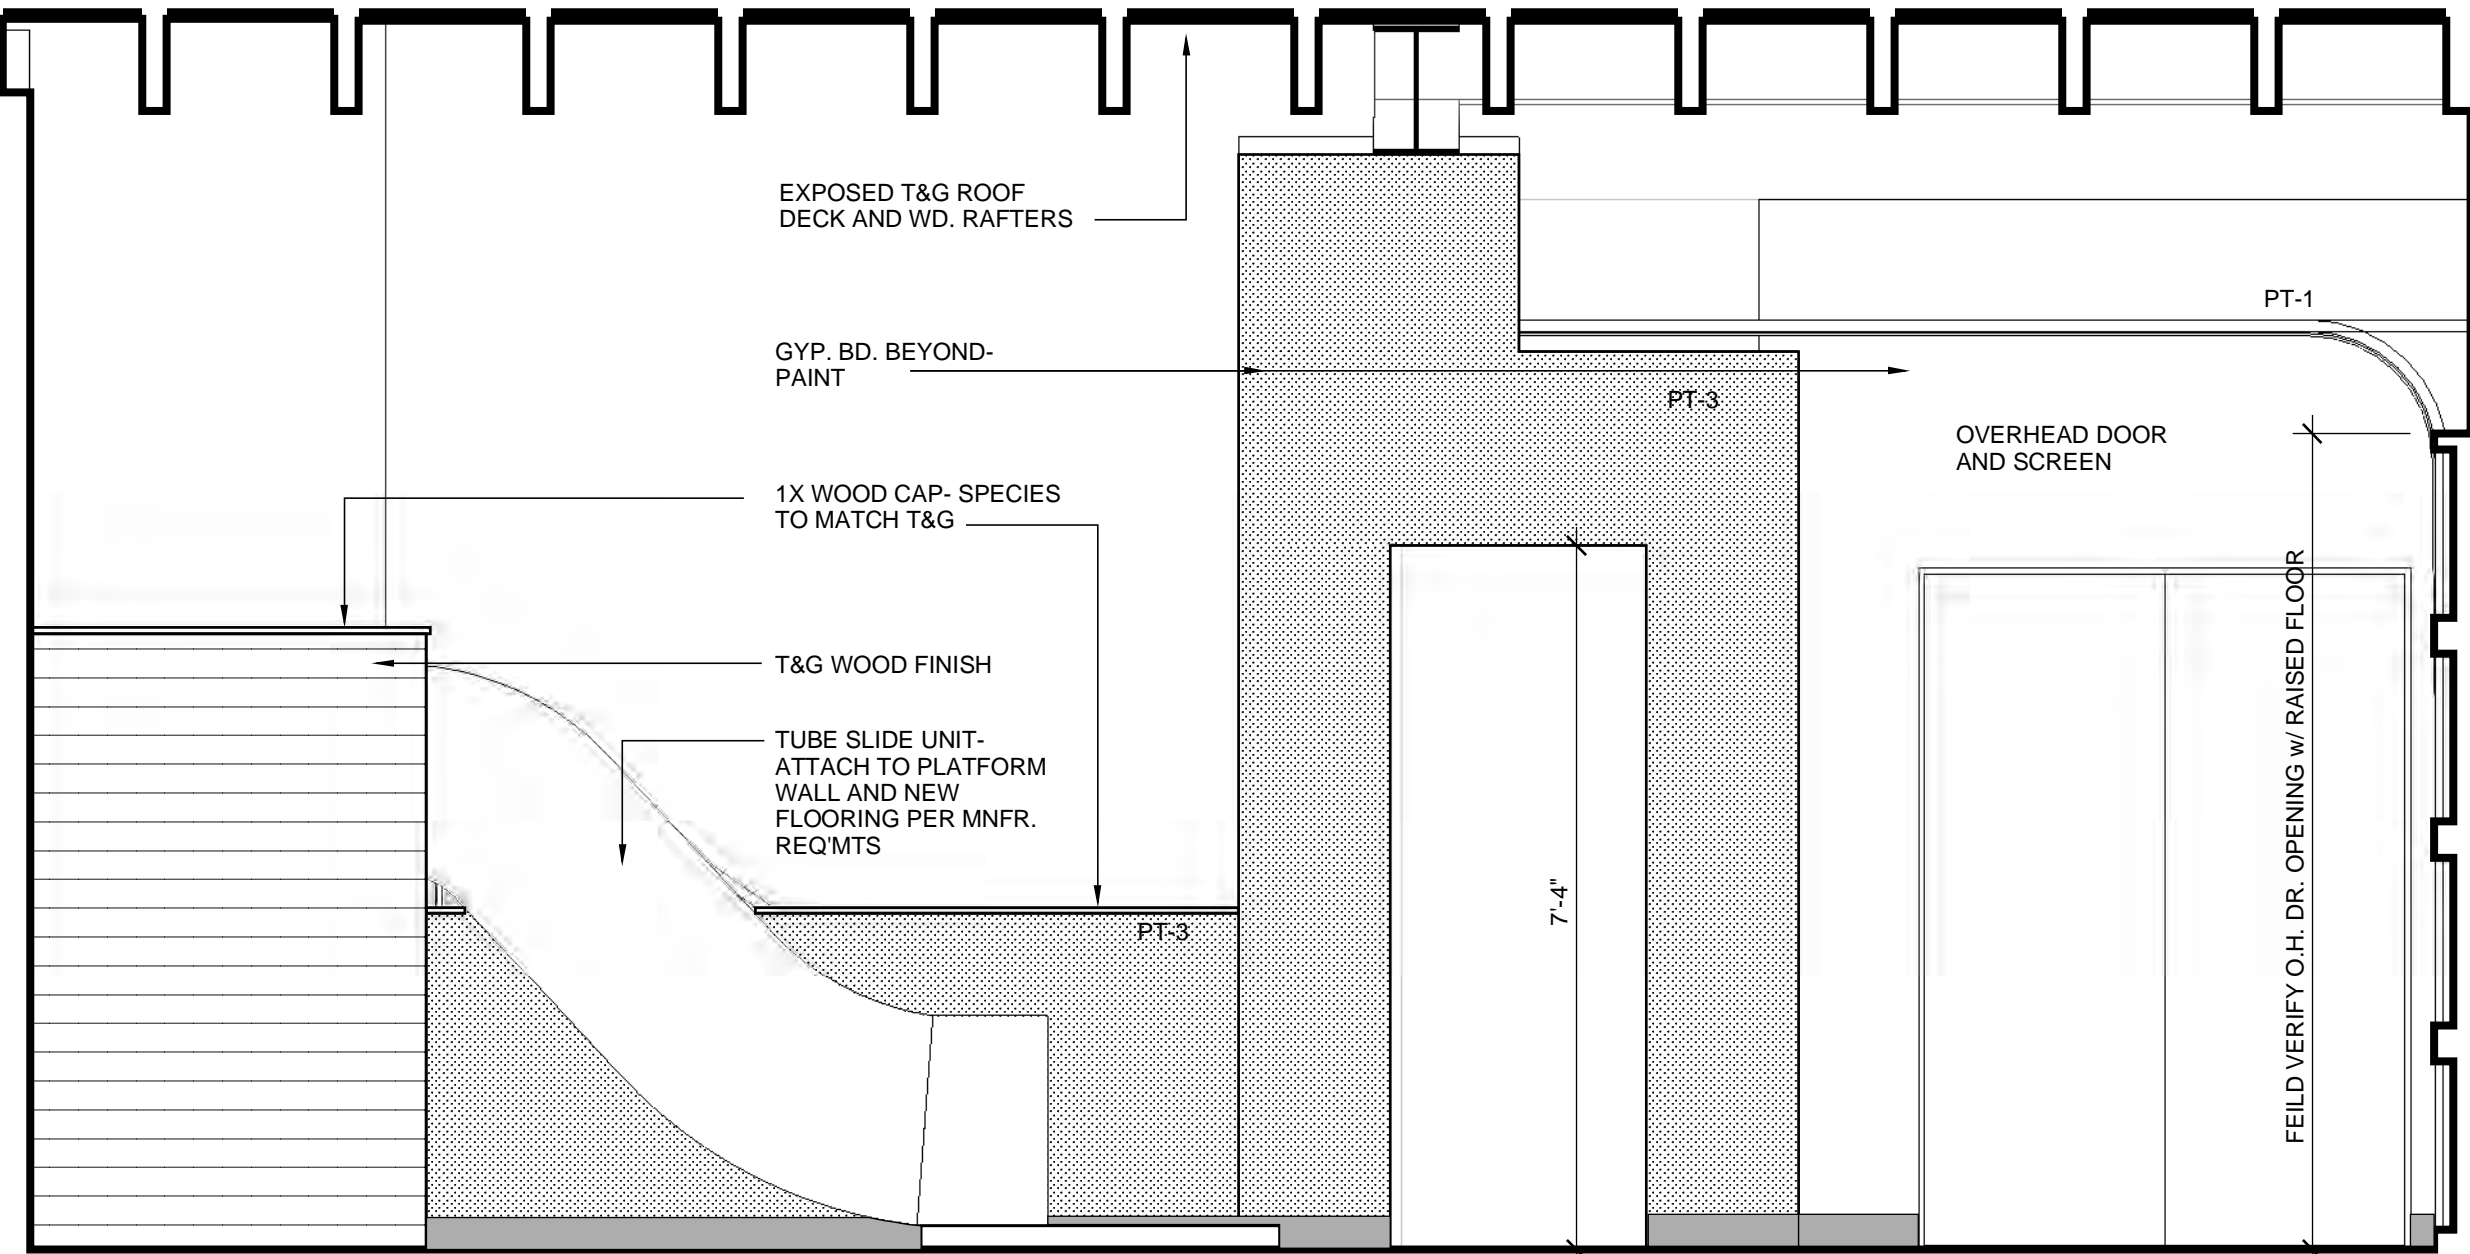 EXPOSED T&G ROOF
DECK AND WD. RAFTERS
PT-1
GYP. BD. BEYOND-
PAINT
PT-3
OVERHEAD DOOR
AND SCREEN
1X WOOD CAP- SPECIES
TO MATCH T&G
T&G WOOD FINISH
TUBE SLIDE UNIT-
ATTACH TO PLATFORM
WALL AND NEW
FLOORING PER MNFR.
REQ'MTS
PT-3
7'-4"
FEILD VERIFY O.H. DR. OPENING w/ RAISED FLOOR